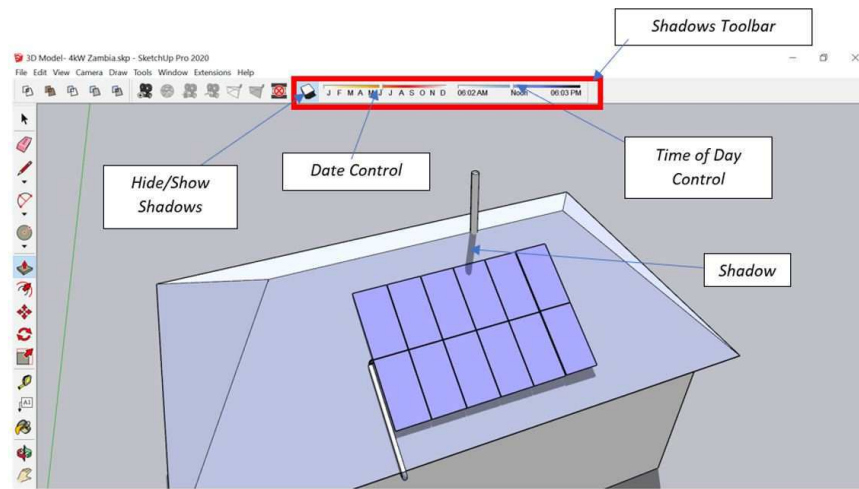 Shadows Toolbar
3D Model- 4kW Zambia.skp - SketchUp Pro 2020
File Edit View Camera Draw Tools Window Extensions Help
J F M A M J J A S O N D 06:02 AM Noon 06:03 PM
Date Control
Time of Day
Control
Hide/Show
Shadows
Shadow
A1